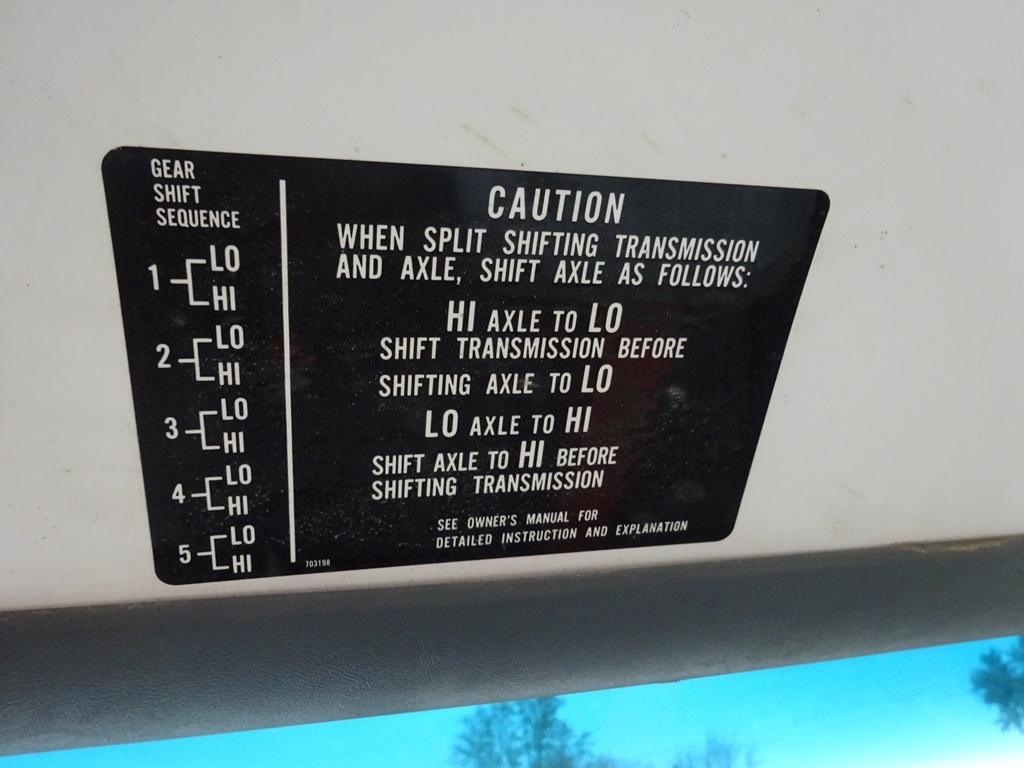 GEAR
SHIFT
SEQUENCE
1 LO
HI
2 LO
HI
3 LO
HI
4 LO
HI
5 LO
HI
CAUTION
WHEN SPLIT SHIFTING TRANSMISSION
AND AXLE, SHIFT AXLE AS FOLLOWS:
HI AXLE TO LO
SHIFT TRANSMISSION BEFORE
SHIFTING AXLE TO LO
LO AXLE TO HI
SHIFT AXLE TO HI BEFORE
SHIFTING TRANSMISSION
SEE OWNER'S MANUAL FOR
DETAILED INSTRUCTION AND EXPLANATION
703198